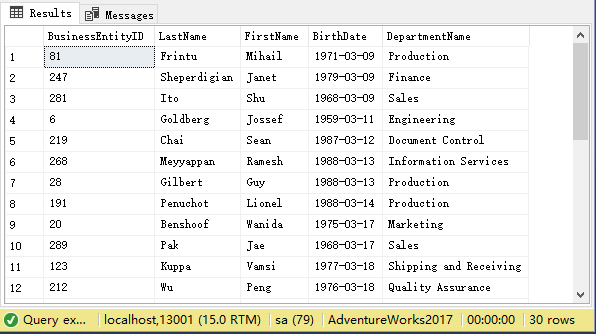 Results Messages
BusinessEntityID LastName FirstName BirthDate DepartmentName
1 81 Frintu Mihail 1971-03-09 Production
2 247 Sheperdigian Janet 1979-03-09 Finance
3 281 Ito Shu 1968-03-09 Sales
4 6 Goldberg Jossef 1959-03-11 Engineering
5 219 Chai Sean 1987-03-12 Document Control
6 268 Meyyappan Ramesh 1988-03-13 Information Services
7 28 Gilbert Guy 1988-03-13 Production
8 191 Penuchot Lionel 1988-03-14 Production
9 20 Benshoof Wanida 1975-03-17 Marketing
10 289 Pak Jae 1968-03-17 Sales
11 123 Kuppa Vamsi 1977-03-18 Shipping and Receiving
12 212 Wu Peng 1976-03-18 Quality Assurance
Query ex... localhost,13001 (15.0 RTM) sa (79) AdventureWorks2017 00:00:00 30 rows